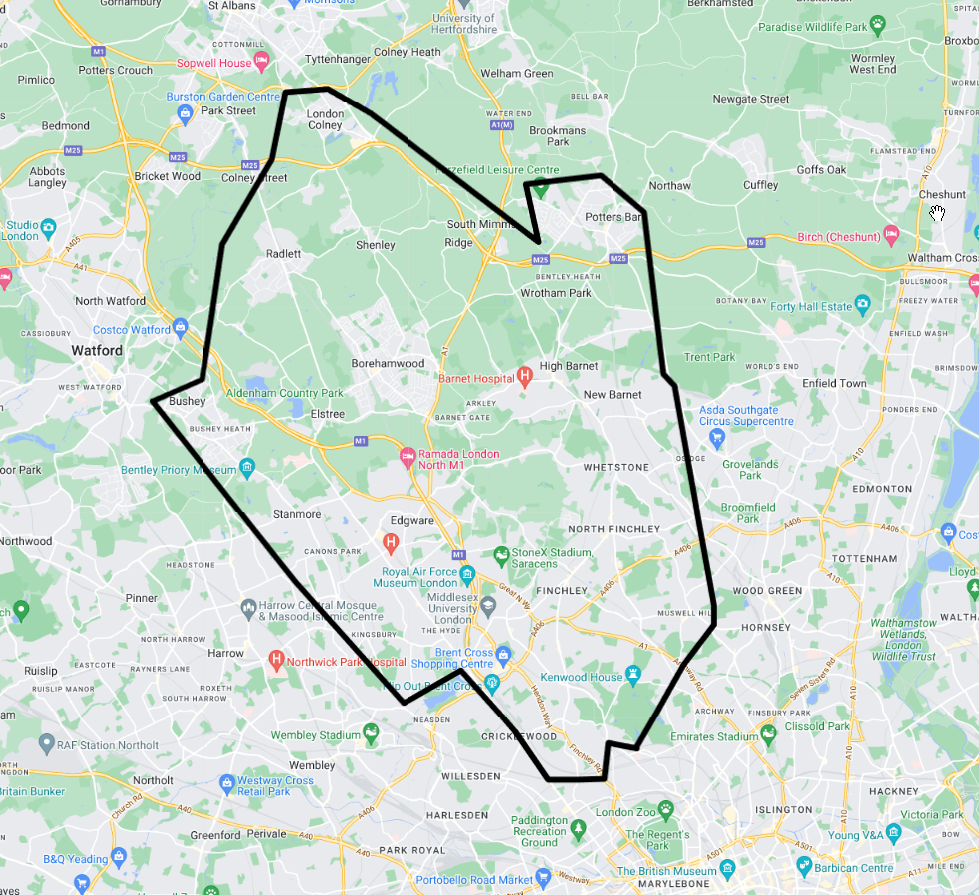 Gorhambury
St Albans
Morrisons
University of
Hertfordshire
Berkhamsted
Paradise Wildlife Park
M1
COTTONMILL
Colney Heath
Broxbo
Sopwell House
Tyttenhanger
Wormley
West End
Potters Crouch
Pimlico
Welham Green
Burston Garden Centre
Park Street
BELL BAR
Newgate Street
London
Colney
WATER END
A1(M)
TURNFOR
Bedmond
Brookmans
Park
M25
FLAMSTEAD END
M25
M25
Furzefield Leisure Centre
A10
Abbots
Langley
Bricket Wood
Colney Street
Goffs Oak
Northaw
Cuffley
Cheshunt
Studio
London
A405
South Mimms
Potters Bar
Birch (Cheshunt)
Shenley
Ridge
M25
Radlett
M25
M25
Waltham Cross
A41
BENTLEY HEATH
BULLSMOOR
North Watford
Wrotham Park
BOTANY BAY
Forty Hall Estate
FREEZY WATER
CASSIOBURY
Costco Watford
ENFIELD WASH
Watford
A1
Trent Park
Borehamwood
High Barnet
WORLD'S END
BRIMSDOWN
WEST WATFORD
Barnet Hospital
Enfield Town
Bushey
Aldenham Country Park
New Barnet
ARKLEY
Asda Southgate
Circus Supercentre
PONDERS END
Elstree
BARNET GATE
BUSHEY HEATH
M1
Ramada London
North M1
A10
oor Park
Bentley Priory Museum
WHETSTONE
OSIDGE
Grovelands
Park
EDMONTON
Stanmore
Edgware
Broomfield
Park
NORTH FINCHLEY
A406
A406
Northwood
CANONS PARK
A406
Cos
HEADSTONE
M1
StoneX Stadium,
Saracens
TOTTENHAM
Royal Air Force
Museum London
Lloyd
Pinner
Great N Wy
FINCHLEY
WOOD GREEN
Harrow Central Mosque
& Masood Islamic Centre
Middlesex
University
London
MUSWELL HILL
Walthamstow
Wetlands,
London
Wildlife Trust
WALTHA
KINGSBURY
THE HYDE
A406
HORNSEY
NORTH HARROW
Harrow
Brent Cross
Shopping Centre
A1
EASTCOTE
Northwick Park Hospital
Ruislip
RAYNERS LANE
Kenwood House
Archway Rd
Seven Sisters Rd
RUISLIP MANOR
ROXETH
SOUTH HARROW
Flip Out Brent Cross
Hendon Way
ARCHWAY
FINSBURY PARK
NEASDEN
Clissold Park
Wembley Stadium
CRICKLEWOOD
Emirates Stadium
RAF Station Northolt
Finchley Rd
A10
Wembley
Northolt
WILLESDEN
Westway Cross
Retail Park
HACKNEY
Britain Bunker
Church Rd
A406
London Zoo
ISLINGTON
HARLESDEN
Victoria Park
A40
Paddington
Recreation
Ground
Greenford
Perivale
The Regent's
Park
Young V&A
BOW
A40
PARK ROYAL
A501
B&Q Yeading
The British Museum
Barbican Centre
MILE END
Portobello Road Market
Westway
MARYLEBONE